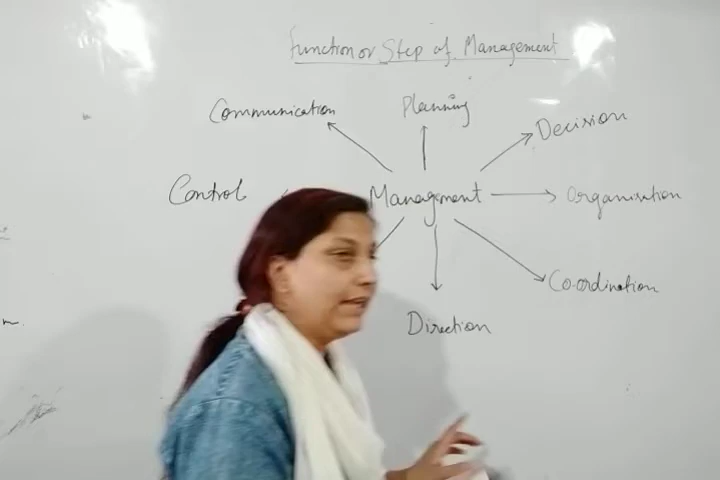 Function or Step of Management
Communication
Planning
Decision
Control
Management
Organisation
Co-ordination
Direction